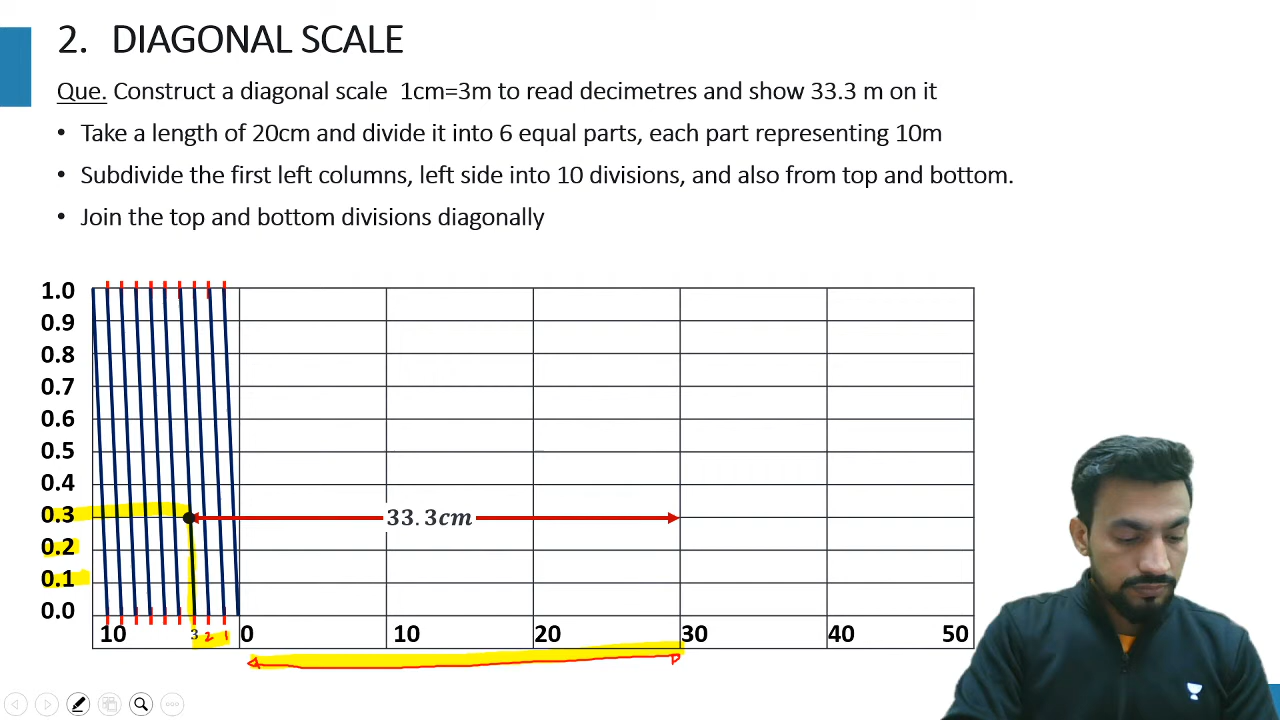 2. DIAGONAL SCALE
Que. Construct a diagonal scale 1cm=3m to read decimetres and show 33.3 m on it
• Take a length of 20cm and divide it into 6 equal parts, each part representing 10m
• Subdivide the first left columns, left side into 10 divisions, and also from top and bottom.
• Join the top and bottom divisions diagonally
1.0
0.9
0.8
0.7
0.6
0.5
0.4
0.3
33.3cm
0.2
0.1
0.0
10 3 2 1 0 10 20 30 40 50